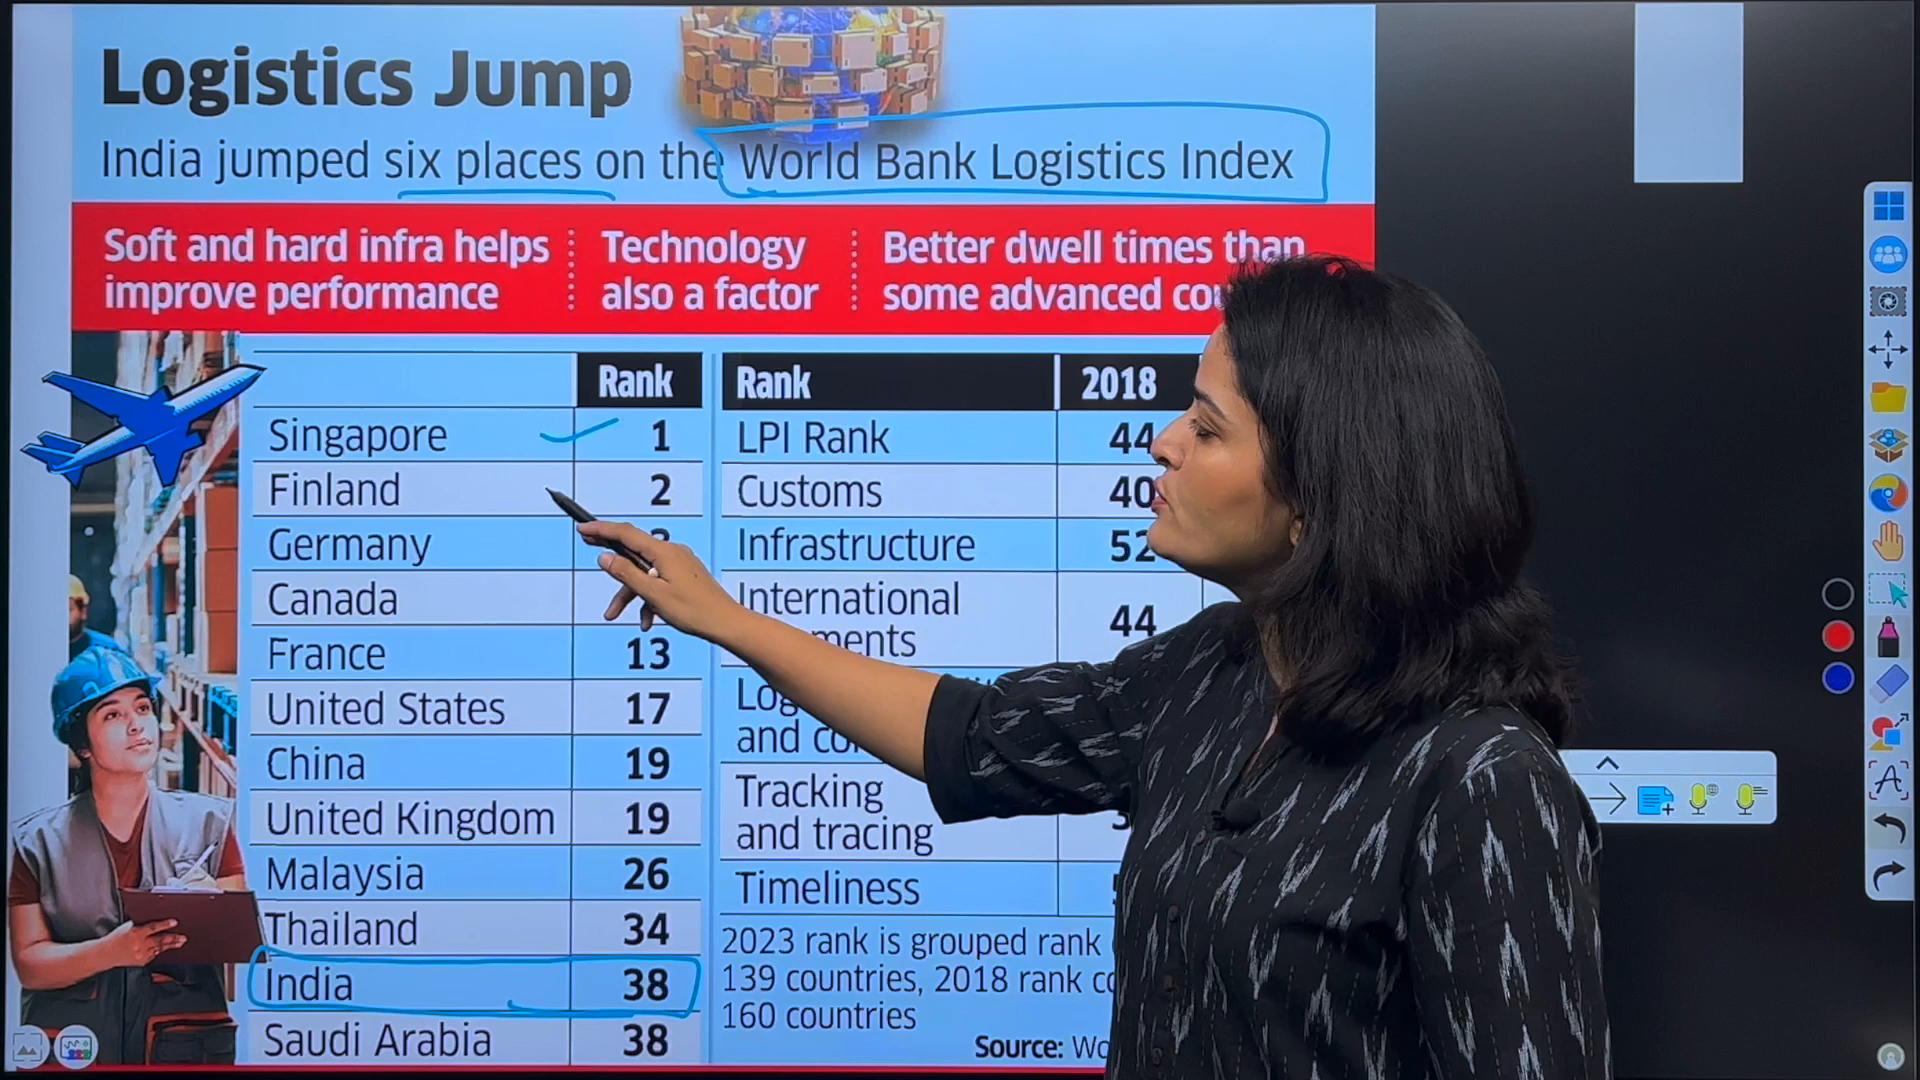 Logistics Jump
India jumped six places on the World Bank Logistics Index
Soft and hard infra helps
improve performance
Technology
also a factor
Better dwell times than
some advanced
Rank
Singapore 1
Finland 2
Germany
Canada
France 13
United States 17
China 19
United Kingdom 19
Malaysia 26
Thailand 34
India 38
Saudi Arabia 38
Rank 2018
LPI Rank 44
Customs 40
Infrastructure 52
International
44
and
Tracking
and tracing
Timeliness
2023 rank is grouped rank
139 countries, 2018 rank
160 countries
Source: